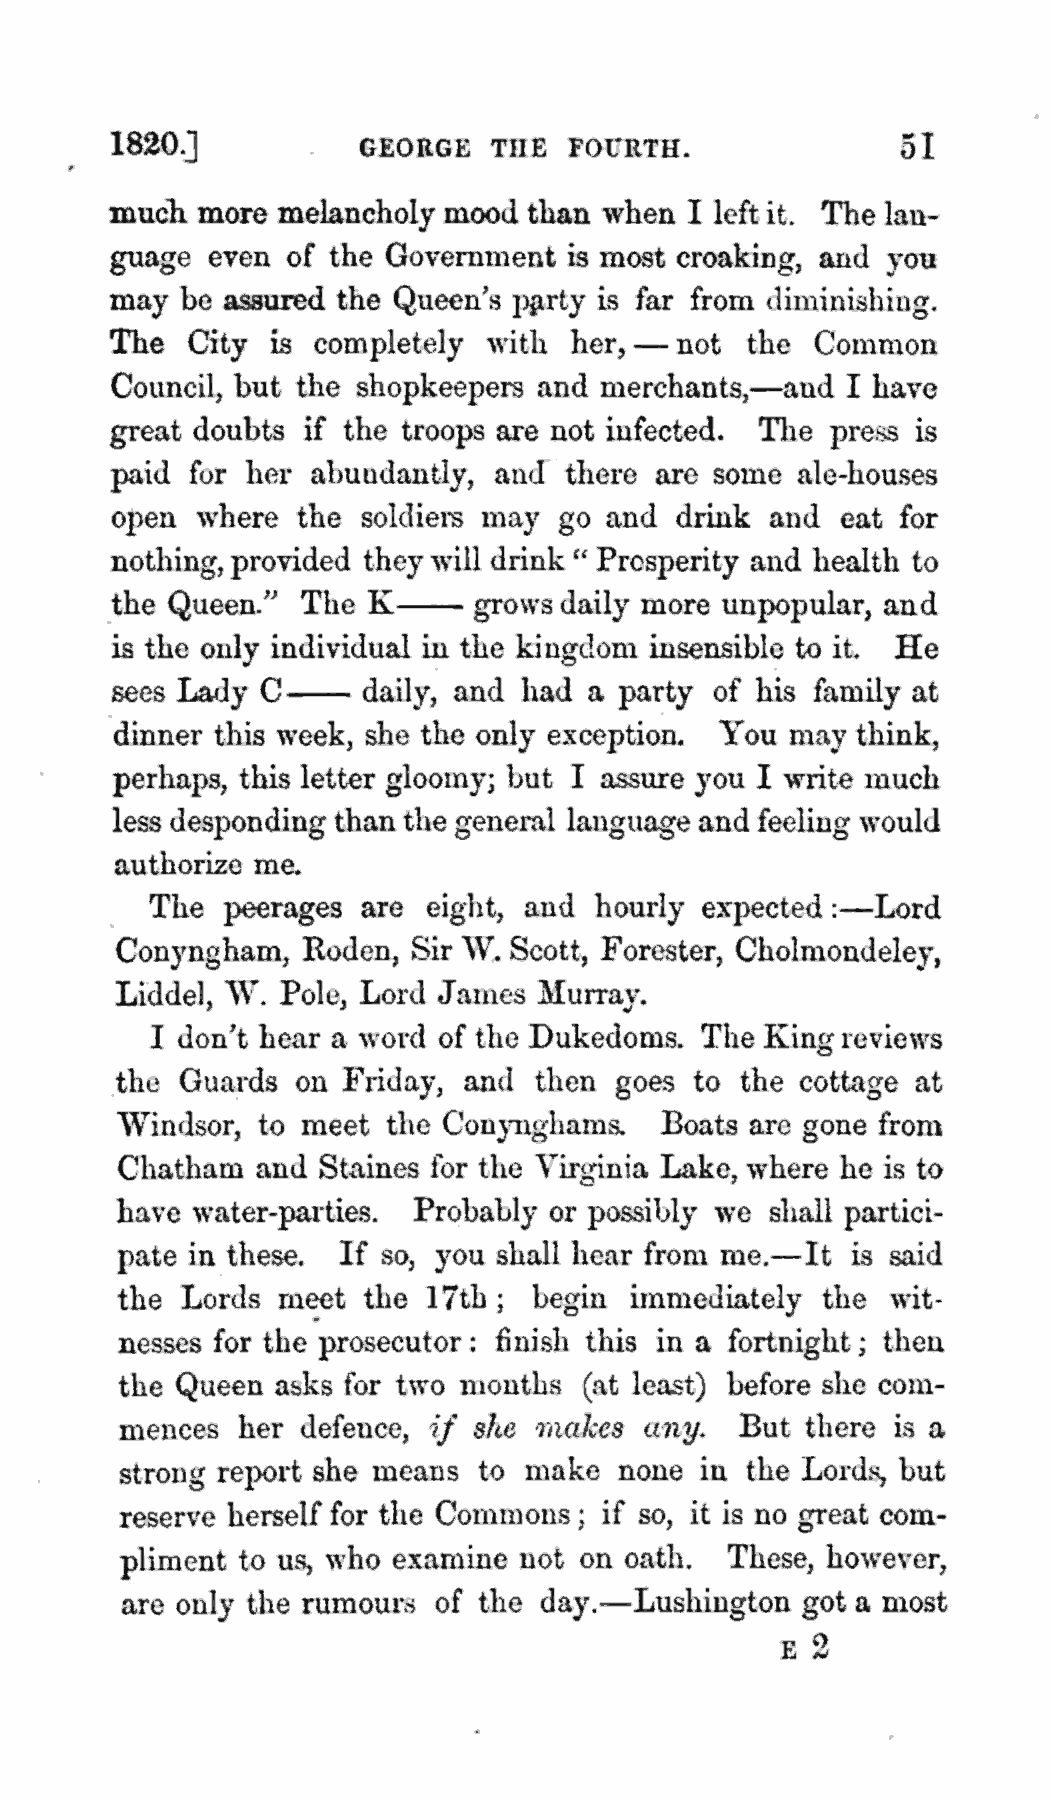 1820.] GEORGE THE FOURTH. 51
much more melancholy mood than when I left it. The lan-
guage even of the Government is most croaking, and you
may be assured the Queen's party is far from diminishing.
The City is completely with her, — not the Common
Council, but the shopkeepers and merchants,—and I have
great doubts if the troops are not infected. The press is
paid for her abundantly, and there are some ale-houses
open where the soldiers may go and drink and eat for
nothing, provided they will drink “ Prosperity and health to
the Queen.” The K—— grows daily more unpopular, and
is the only individual in the kingdom insensible to it. He
sees Lady C—— daily, and had a party of his family at
dinner this week, she the only exception. You may think,
perhaps, this letter gloomy; but I assure you I write much
less desponding than the general language and feeling would
authorize me.
The peerages are eight, and hourly expected :—Lord
Conyngham, Roden, Sir W. Scott, Forester, Cholmondeley,
Liddel, W. Pole, Lord James Murray.
I don't hear a word of the Dukedoms. The King reviews
the Guards on Friday, and then goes to the cottage at
Windsor, to meet the Conynghams. Boats are gone from
Chatham and Staines for the Virginia Lake, where he is to
have water-parties. Probably or possibly we shall partici-
pate in these. If so, you shall hear from me.—It is said
the Lords meet the 17th ; begin immediately the wit-
nesses for the prosecutor : finish this in a fortnight ; then
the Queen asks for two months (at least) before she com-
mences her defence, if she makes any. But there is a
strong report she means to make none in the Lords, but
reserve herself for the Commons ; if so, it is no great com-
pliment to us, who examine not on oath. These, however,
are only the rumours of the day.—Lushington got a most
E 2